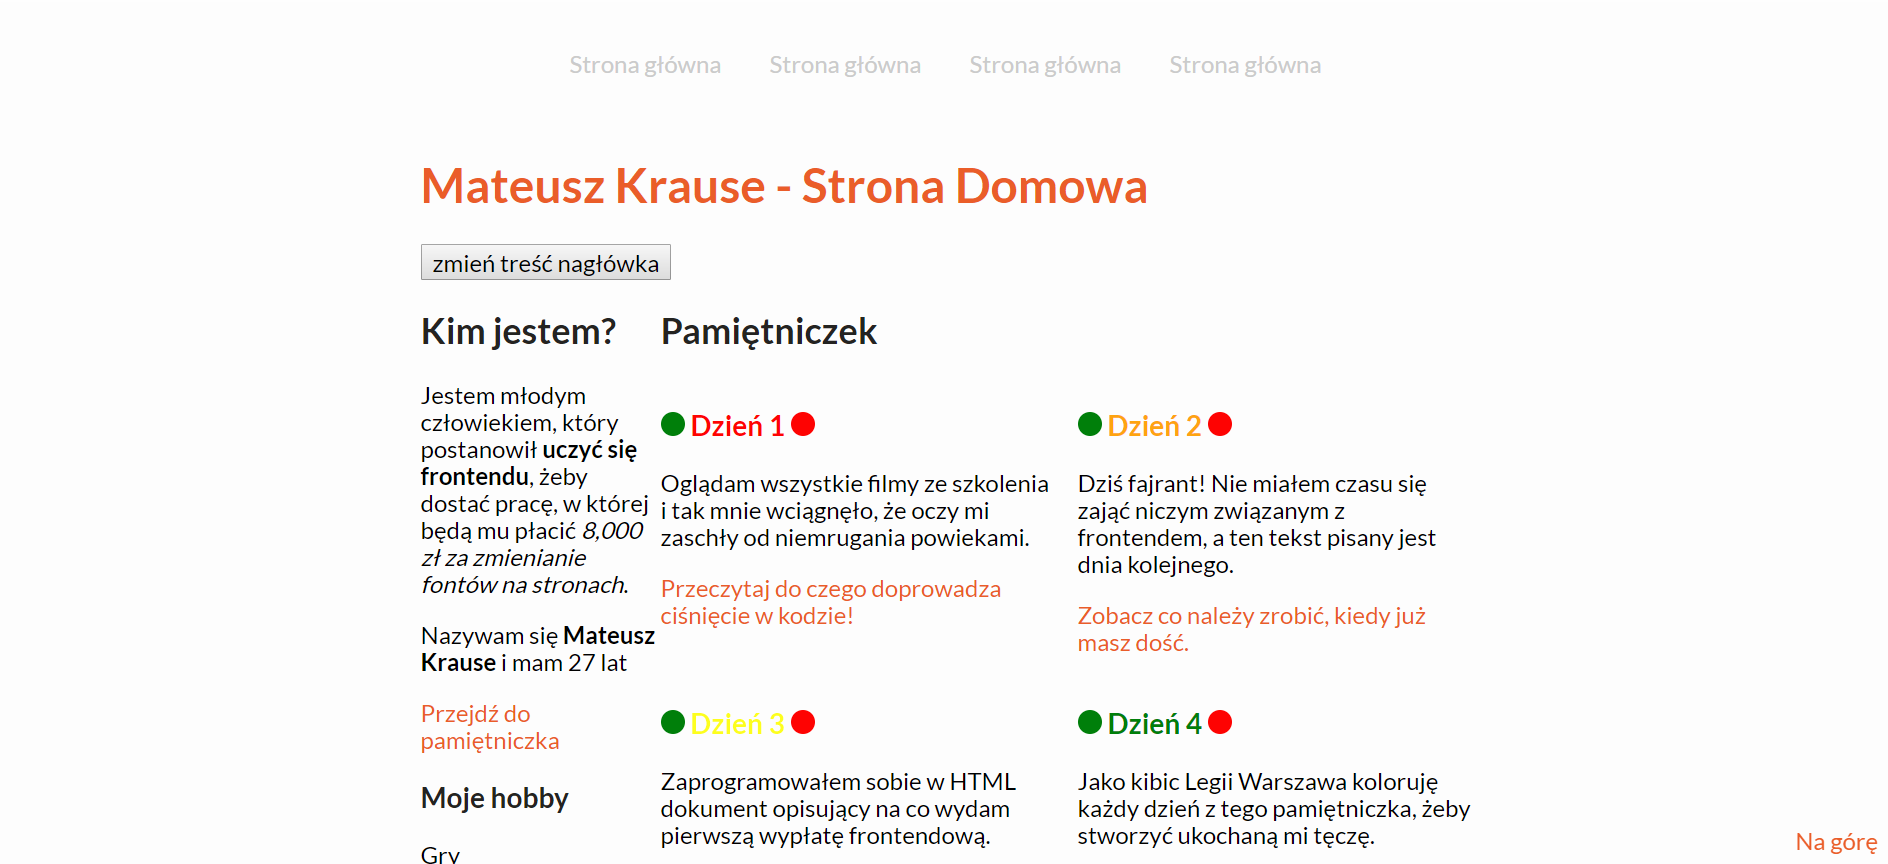 Strona główna Strona główna Strona główna Strona główna
Mateusz Krause - Strona Domowa
zmień treść nagłówka
Kim jestem?
Jestem młodym
człowiekiem, który
postanowił uczyć się
frontendu, żeby
dostać pracę, w której
będą mu płacić 8,000
zł za zmienianie
fontów na stronach.
Nazywam się Mateusz
Krause i mam 27 lat
Przejdź do
pamiętniczka
Moje hobby
Gry
Pamiętniczek
Dzień 1
Oglądam wszystkie filmy ze szkolenia
i tak mnie wciągnęło, że oczy mi
zaschły od niemrugania powiekami.
Przeczytaj do czego doprowadza
ciśnięcie w kodzie!
Dzień 2
Dziś fajrant! Nie miałem czasu się
zająć niczym związanym z
frontendem, a ten tekst pisany jest
dnia kolejnego.
Zobacz co należy zrobić, kiedy już
masz dość.
Dzień 3
Zaprogramowałem sobie w HTML
dokument opisujący na co wydam
pierwszą wypłatę frontendową.
Dzień 4
Jako kibic Legii Warszawa koloruję
każdy dzień z tego pamiętniczka, żeby
stworzyć ukochaną mi tęczę.
Na górę